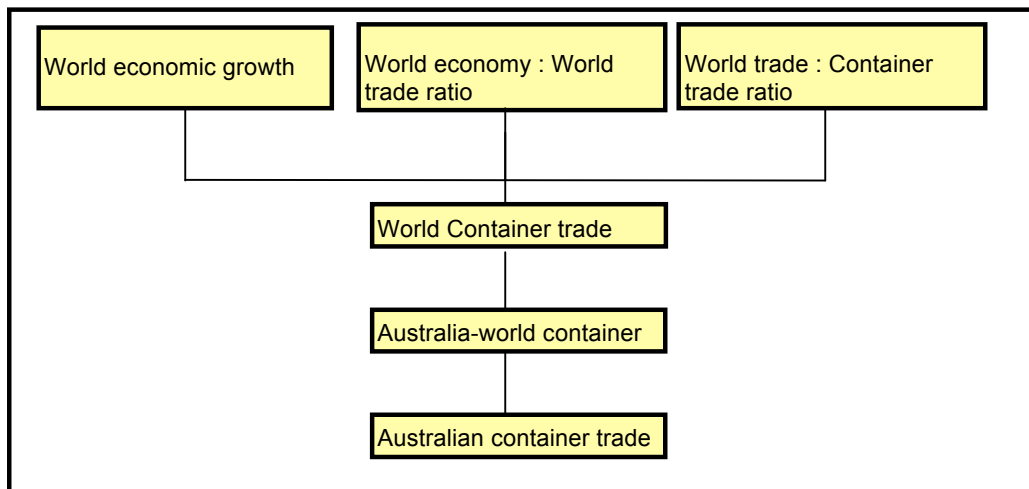 World economic growth
World economy : World
trade ratio
World trade : Container
trade ratio
World Container trade
Australia-world container
Australian container trade